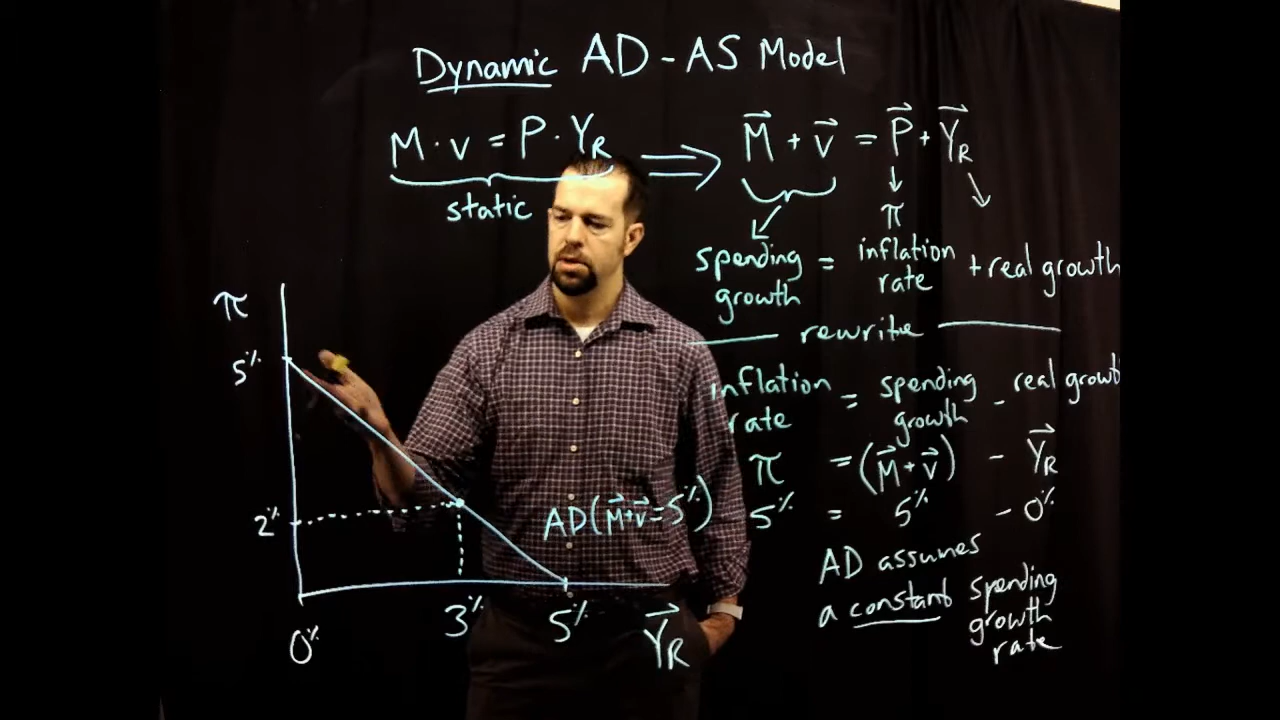 Dynamic AD-AS Model
M · v = P · Y_R ⟹ M⃗ + v⃗ = P⃗ + Y⃗_R
static
π
spending growth = inflation rate + real growth
rewrite
inflation rate = spending growth - real growth
π = (M⃗ + v⃗) - Y⃗_R
5% = 5% - 0%
AD assumes
a constant spending
growth
rate
π
5%
2%
AD(M⃗+v⃗=5%)
0%
3%
5%
Y⃗_R